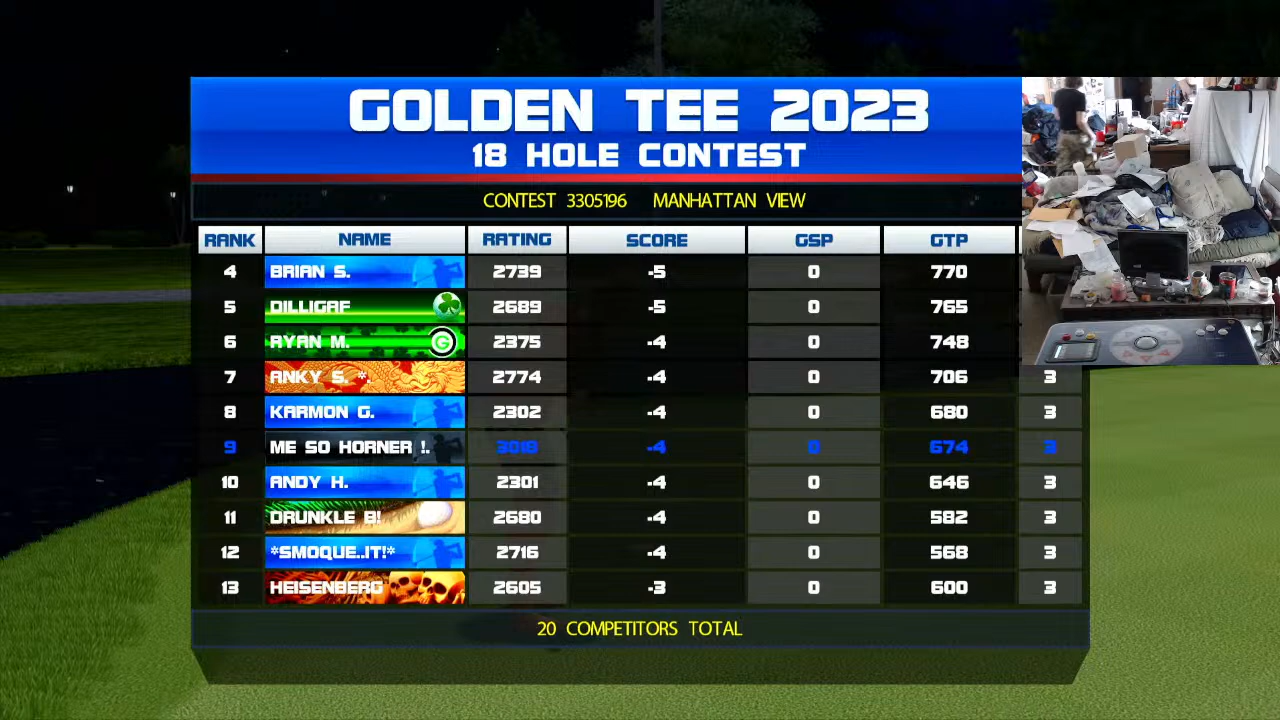 GOLDEN TEE 2023
18 HOLE CONTEST
CONTEST 3305196 MANHATTAN VIEW
RANK NAME RATING SCORE GSP GTP
4 BRIAN S. 2739 -5 0 770
5 DILLIGAF 2689 -5 0 765
6 RYAN M. G 2375 -4 0 748
7 ANKY S. *. 2774 -4 0 706 3
8 KARMON G. 2302 -4 0 680 3
9 ME SO HORNER !. 3018 -4 0 674 3
10 ANDY H. 2301 -4 0 646 3
11 DRUNKLE B! 2680 -4 0 582 3
12 *SMOQUE..IT!* 2716 -4 0 568 3
13 HEISENBERG 2605 -3 0 600 3
20 COMPETITORS TOTAL